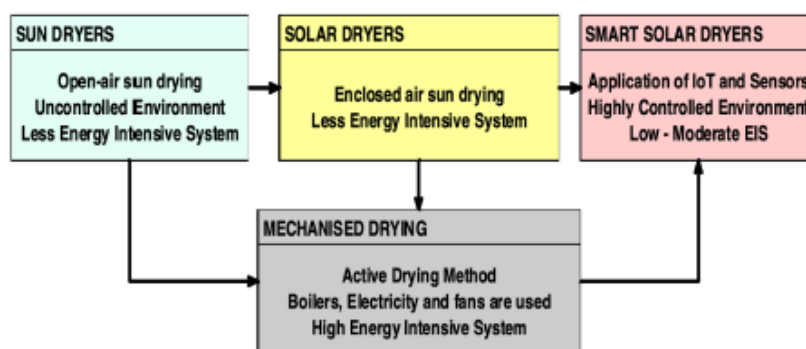 SUN DRYERS
Open-air sun drying
Uncontrolled Environment
Less Energy Intensive System
SOLAR DRYERS
Enclosed air sun drying
Less Energy Intensive System
SMART SOLAR DRYERS
Application of IoT and Sensors
Highly Controlled Environment
Low - Moderate EIS
MECHANISED DRYING
Active Drying Method
Boilers, Electricity and fans are used
High Energy Intensive System